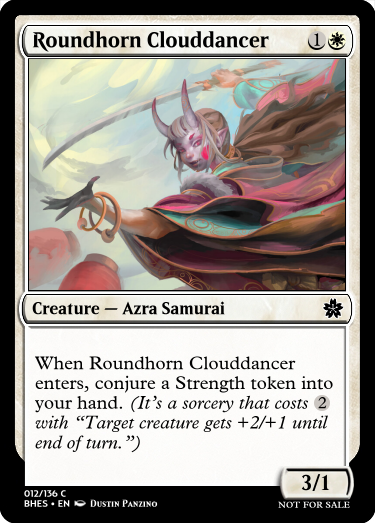 Roundhorn Clouddancer 1
Creature — Azra Samurai
When Roundhorn Clouddancer
enters, conjure a Strength token into
your hand. (It's a sorcery that costs 2
with “Target creature gets +2/+1 until
end of turn.”)
3/1
012/136 C
BHES • EN Dustin Panzino
NOT FOR SALE